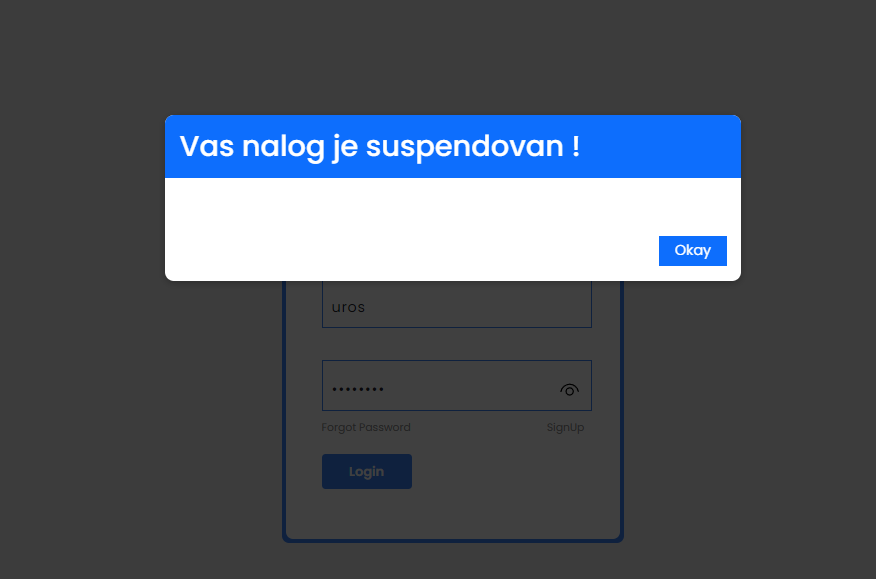 Vas nalog je suspendovan !
Okay
uros
••••••••
Forgot Password
SignUp
Login